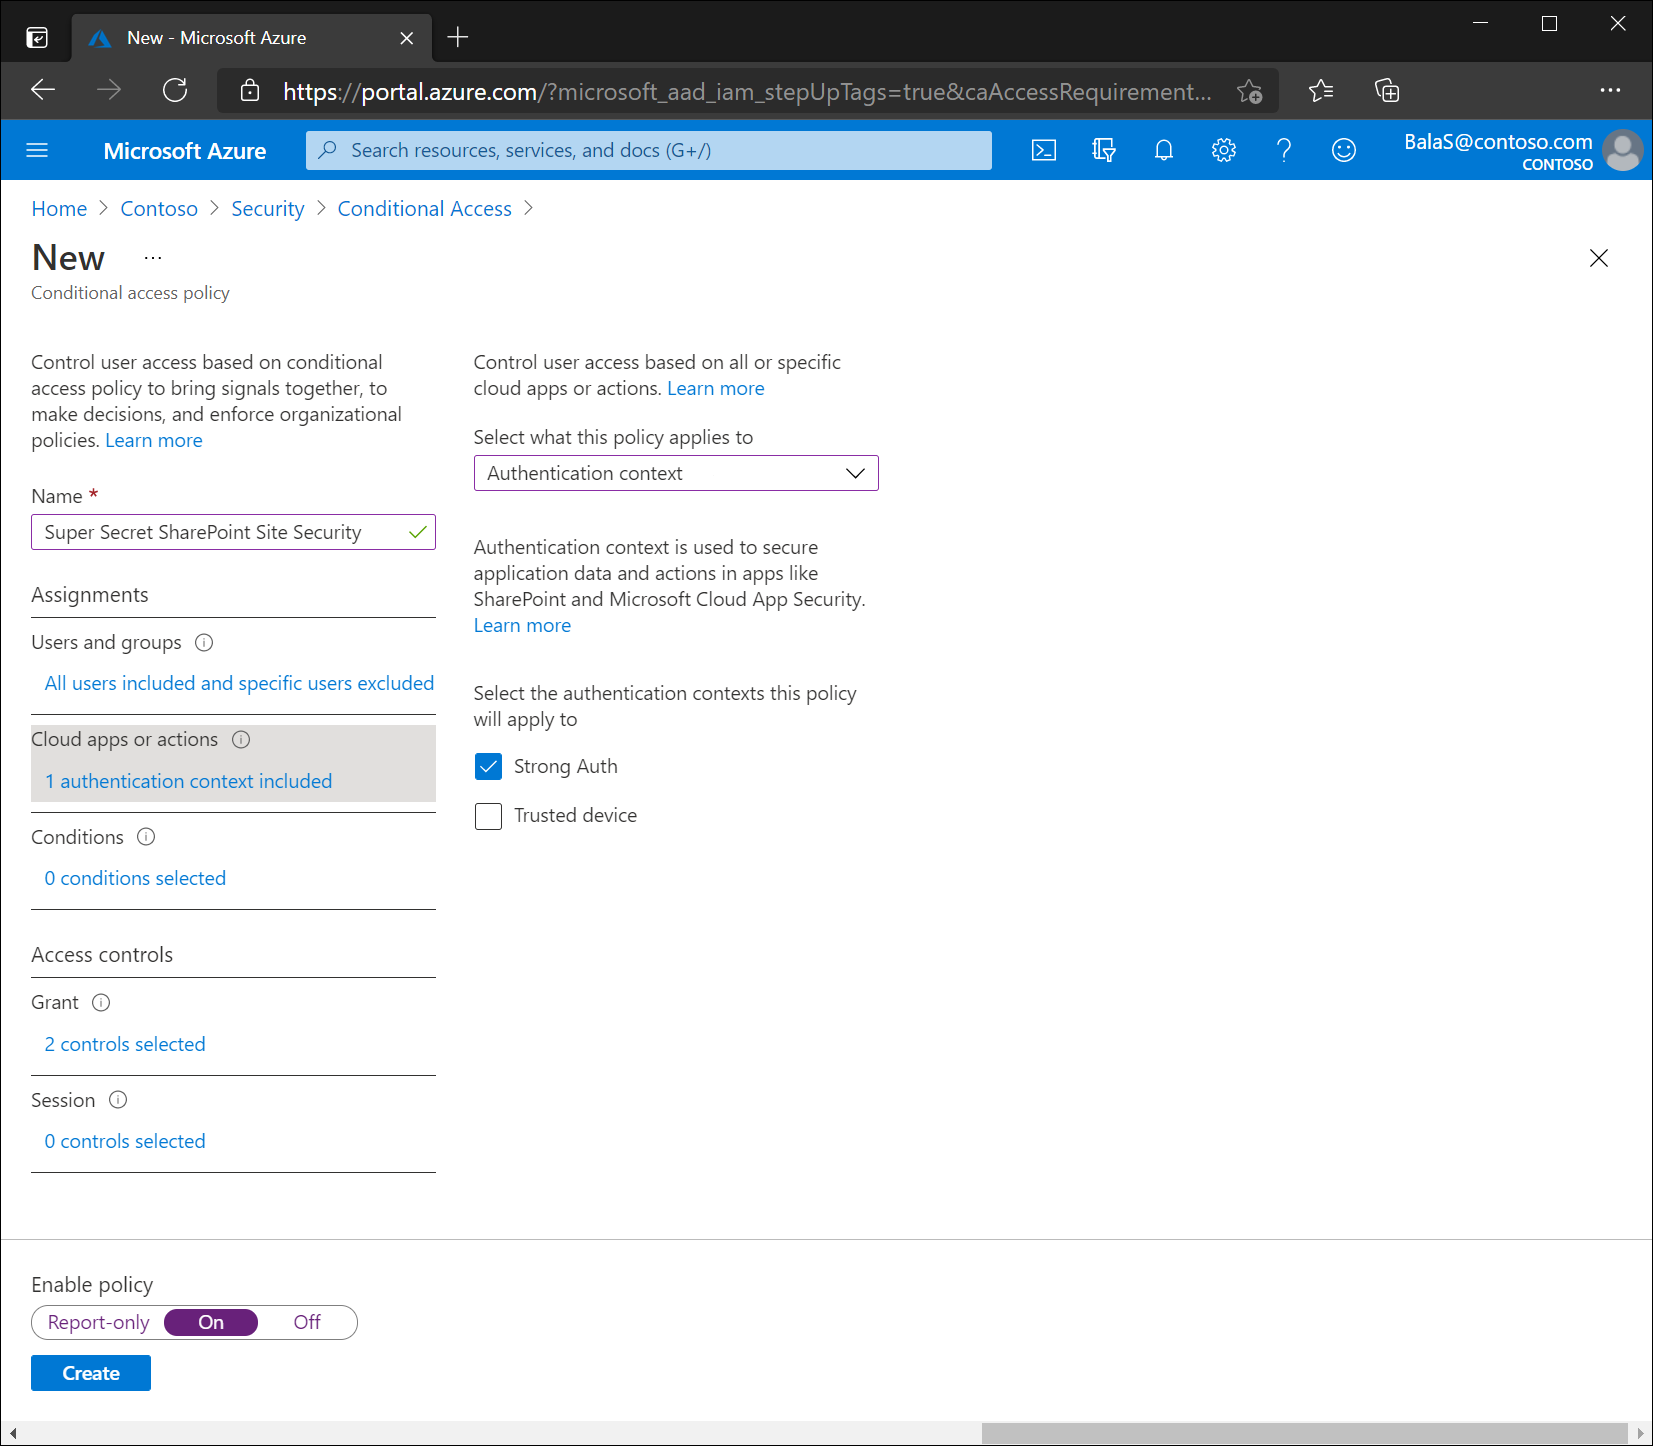 New - Microsoft Azure
https://portal.azure.com/?microsoft_aad_iam_stepUpTags=true&caAccessRequirement...
Microsoft Azure
Search resources, services, and docs (G+/)
BalaS@contoso.com
CONTOSO
Home > Contoso > Security > Conditional Access >
New ...
Conditional access policy
Control user access based on conditional
access policy to bring signals together, to
make decisions, and enforce organizational
policies. Learn more
Name *
Super Secret SharePoint Site Security
Assignments
Users and groups
All users included and specific users excluded
Cloud apps or actions
1 authentication context included
Conditions
0 conditions selected
Access controls
Grant
2 controls selected
Session
0 controls selected
Control user access based on all or specific
cloud apps or actions. Learn more
Select what this policy applies to
Authentication context
Authentication context is used to secure
application data and actions in apps like
SharePoint and Microsoft Cloud App Security.
Learn more
Select the authentication contexts this policy
will apply to
Strong Auth
Trusted device
Enable policy
Report-only On Off
Create